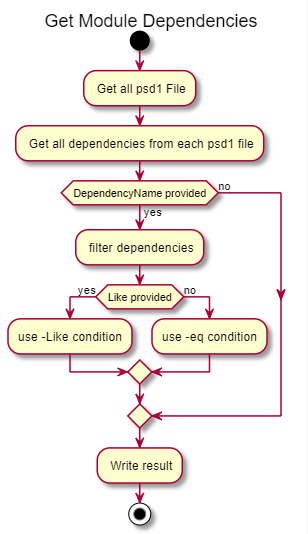 Get Module Dependencies
Get all psd1 File
Get all dependencies from each psd1 file
DependencyName provided
no
yes
filter dependencies
yes
Like provided
no
use -Like condition
use -eq condition
Write result